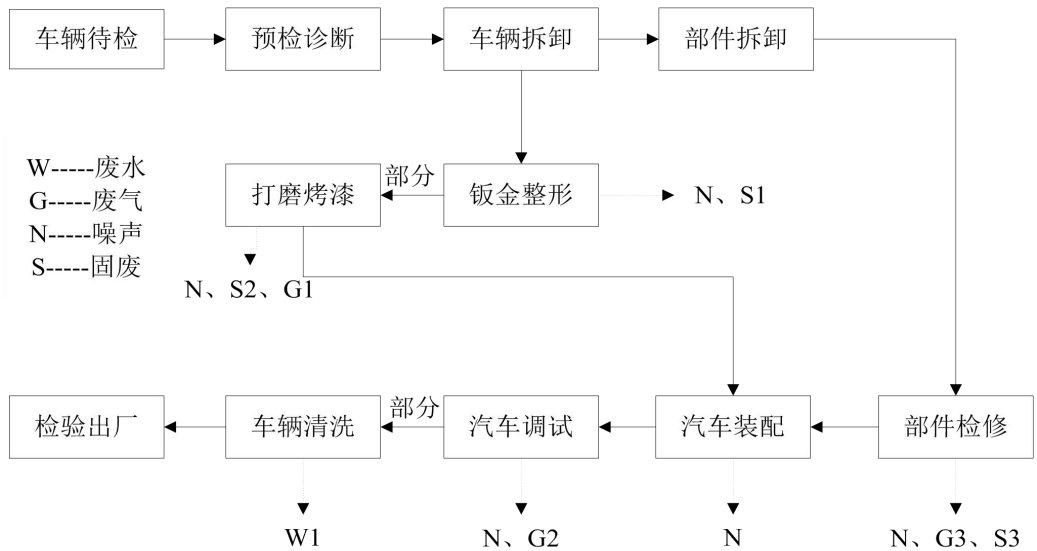 车辆待检
预检诊断
车辆拆卸
部件拆卸
W-----废水
G-----废气
N-----噪声
S-----固废
打磨烤漆
部分
钣金整形
N、S1
N、S2、G1
检验出厂
车辆清洗
部分
汽车调试
汽车装配
部件检修
W1
N、G2
N
N、G3、S3